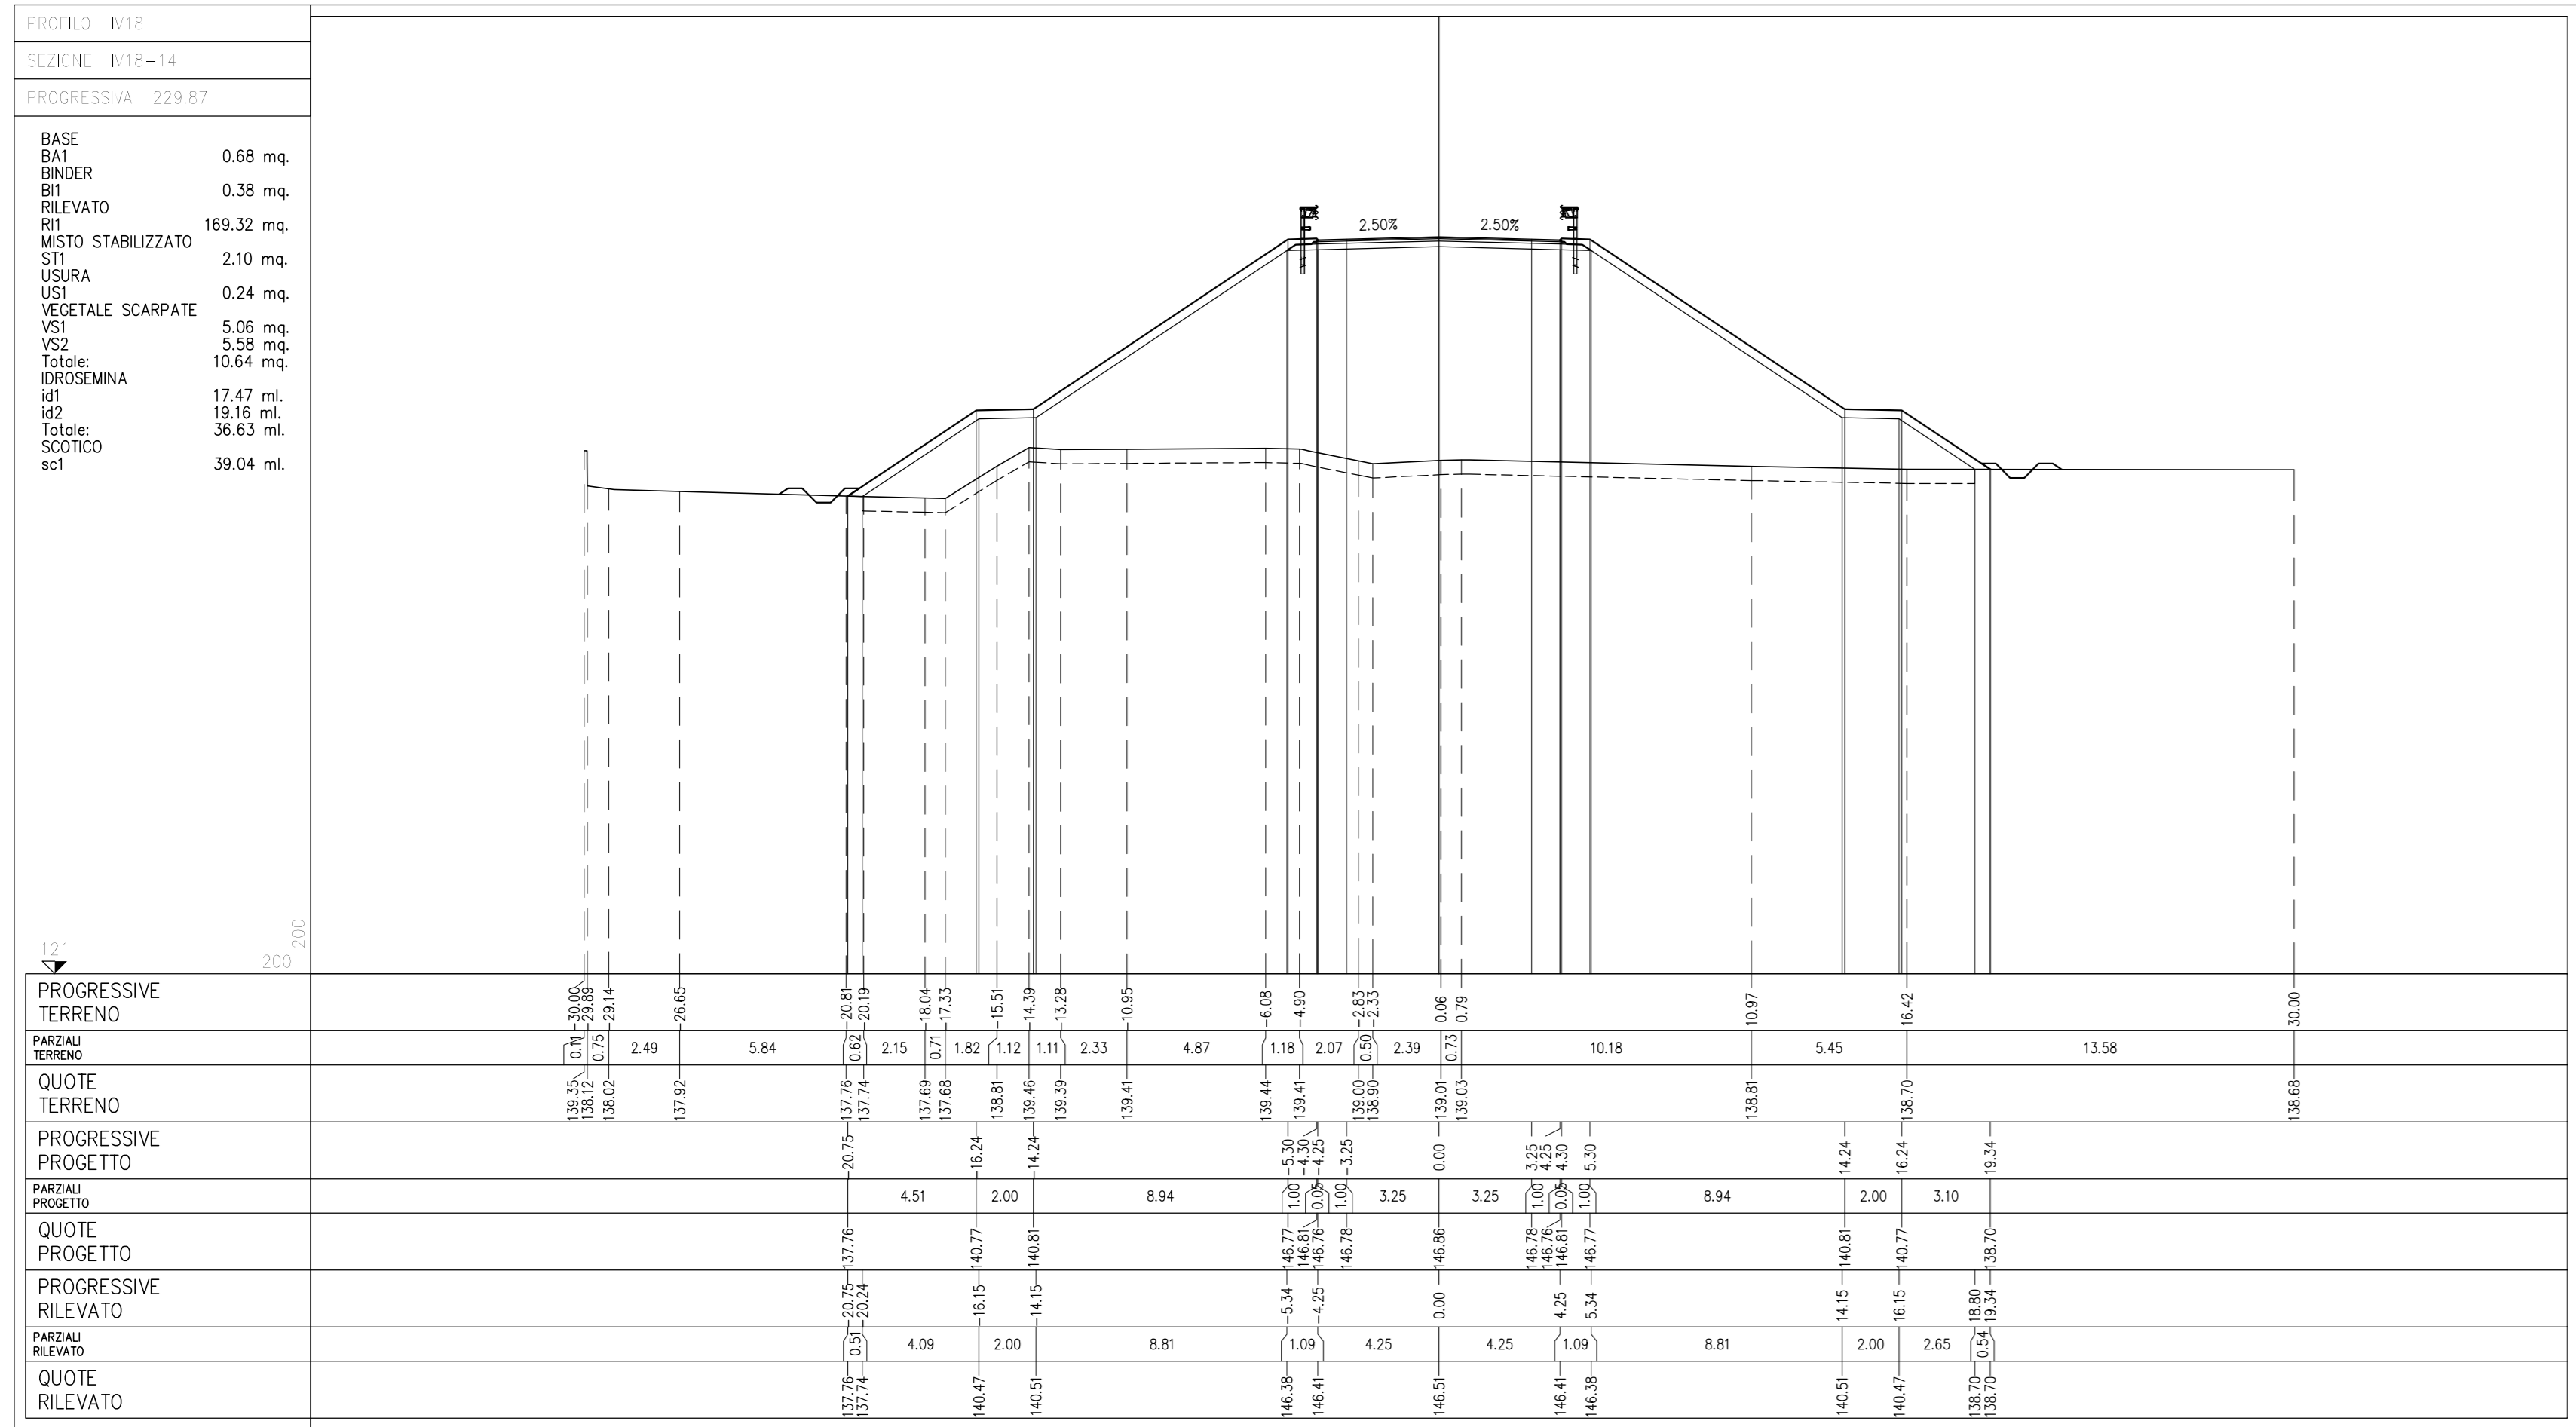 PROFILO IV18
SEZIONE IV18-14
PROGRESSIVA 229.87
BASE
BA1 0.68 mq.
BINDER
BI1 0.38 mq.
RILEVATO
RI1 169.32 mq.
MISTO STABILIZZATO
ST1 2.10 mq.
USURA
US1 0.24 mq.
VEGETALE SCARPATE
VS1 5.06 mq.
VS2 5.58 mq.
Totale: 10.64 mq.
IDROSEMINA
id1 17.47 ml.
id2 19.16 ml.
Totale: 36.63 ml.
SCOTICO
sc1 39.04 ml.
2.50% 2.50%
200
200
PROGRESSIVE
TERRENO
-30.00 -29.89 -29.14 -26.65 -20.81 -20.19 -18.04 -17.33 -15.51 -14.39 -13.28 -10.95 -6.08 -4.90 -2.83 -2.33 0.06 0.79 10.97 16.42 30.00
PARZIALI
TERRENO
0.11 0.75 2.49 5.84 0.62 2.15 0.71 1.82 1.12 1.11 2.33 4.87 1.18 2.07 0.50 2.39 0.73 10.18 5.45 13.58
QUOTE
TERRENO
139.35 138.12 138.02 137.92 137.76 137.74 137.69 137.68 138.81 139.46 139.39 139.41 139.44 139.41 139.00 138.90 139.01 139.03 138.81 138.70 138.68
PROGRESSIVE
PROGETTO
-20.75 -16.24 -14.24 -5.30 -4.30 -4.25 -3.25 0.00 3.25 4.25 4.30 5.30 14.24 16.24 19.34
PARZIALI
PROGETTO
4.51 2.00 8.94 1.00 0.05 1.00 3.25 3.25 1.00 0.05 1.00 8.94 2.00 3.10
QUOTE
PROGETTO
137.76 140.77 140.81 146.77 146.81 146.76 146.78 146.86 146.78 146.76 146.81 146.77 140.81 140.77 138.70
PROGRESSIVE
RILEVATO
-20.75 -20.24 -16.15 -14.15 -5.34 -4.25 0.00 4.25 5.34 14.15 16.15 18.80 19.34
PARZIALI
RILEVATO
0.51 4.09 2.00 8.81 1.09 4.25 4.25 1.09 8.81 2.00 2.65 0.54
QUOTE
RILEVATO
137.76 137.74 140.47 140.51 146.38 146.41 146.51 146.41 146.38 140.51 140.47 138.70 138.70